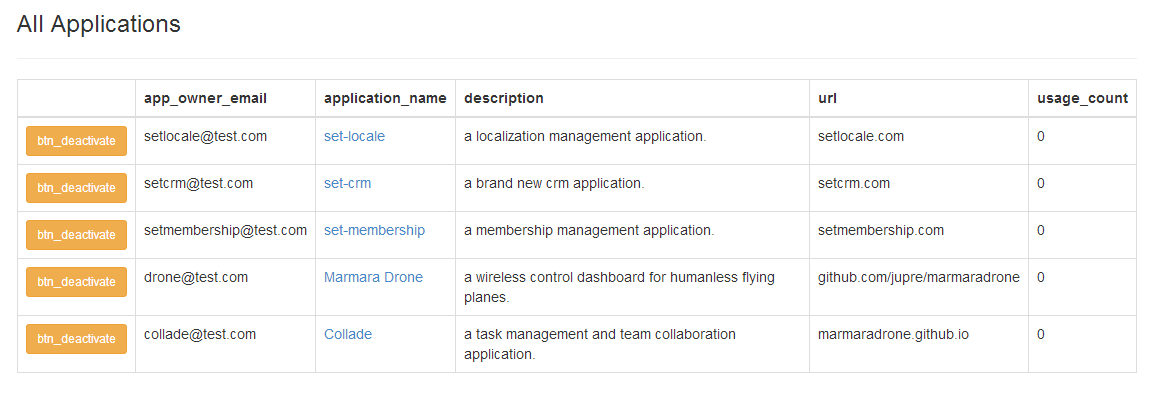 All Applications
app_owner_email application_name description url usage_count
btn_deactivate setlocale@test.com set-locale a localization management application. setlocale.com 0
btn_deactivate setcrm@test.com set-crm a brand new crm application. setcrm.com 0
btn_deactivate setmembership@test.com set-membership a membership management application. setmembership.com 0
btn_deactivate drone@test.com Marmara Drone a wireless control dashboard for humanless flying github.com/jupre/marmaradrone 0
planes.
btn_deactivate collade@test.com Collade a task management and team collaboration marmaradrone.github.io 0
application.